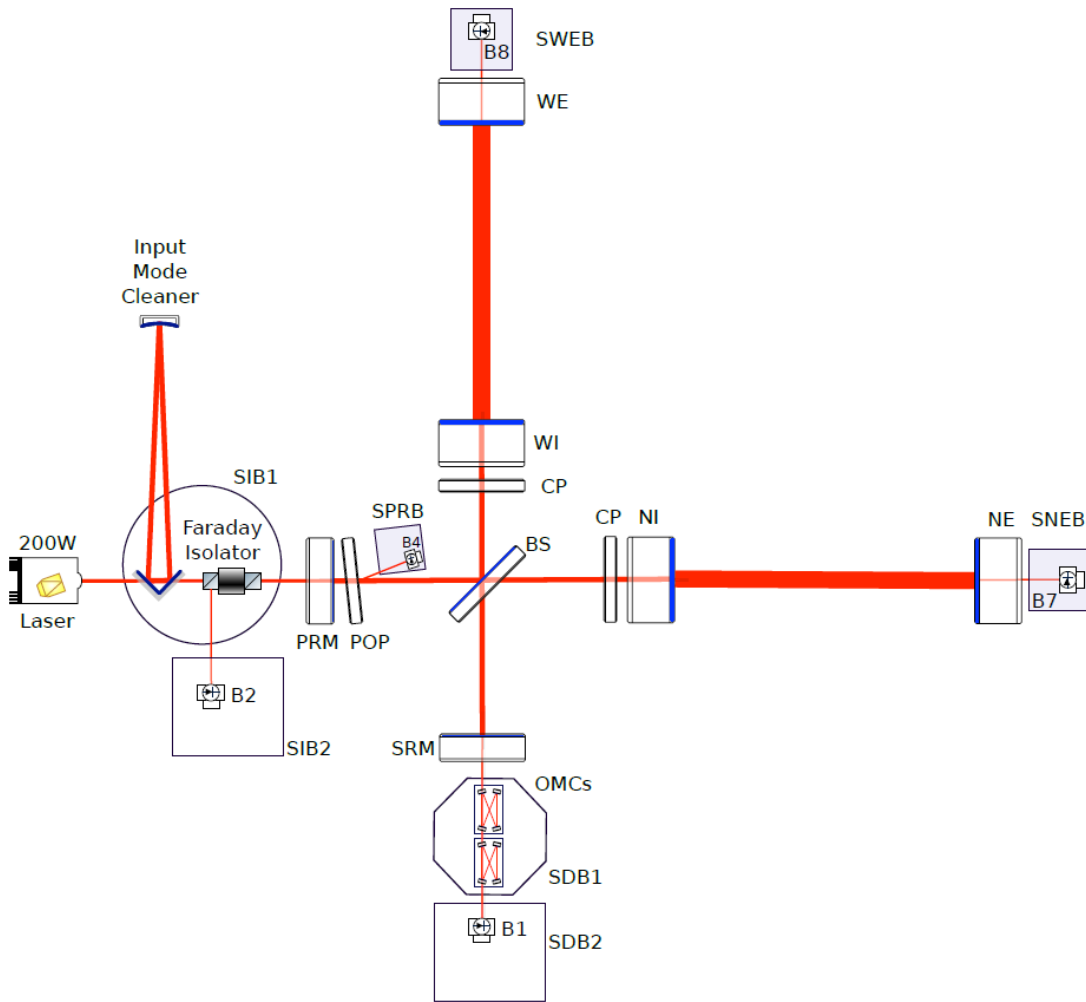 B8
SWEB
WE
Input
Mode
Cleaner
WI
SIB1
CP
SPRB
200W
Faraday
Isolator
B4
BS
CP
NI
NE
SNEB
B7
Laser
PRM
POP
B2
SRM
SIB2
OMCs
SDB1
B1
SDB2